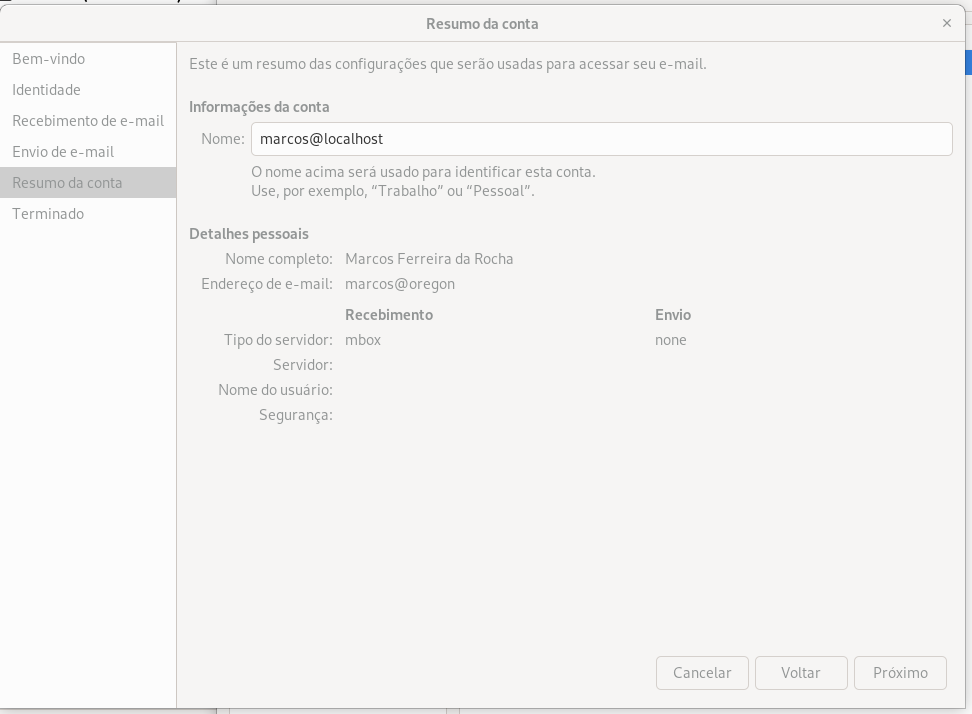 Resumo da conta
Bem-vindo
Identidade
Recebimento de e-mail
Envio de e-mail
Resumo da conta
Terminado
Este é um resumo das configurações que serão usadas para acessar seu e-mail.
Informações da conta
Nome: marcos@localhost
O nome acima será usado para identificar esta conta.
Use, por exemplo, “Trabalho” ou “Pessoal”.
Detalhes pessoais
Nome completo: Marcos Ferreira da Rocha
Endereço de e-mail: marcos@oregon
Recebimento Envio
Tipo do servidor: mbox none
Servidor:
Nome do usuário:
Segurança:
Cancelar Voltar Próximo